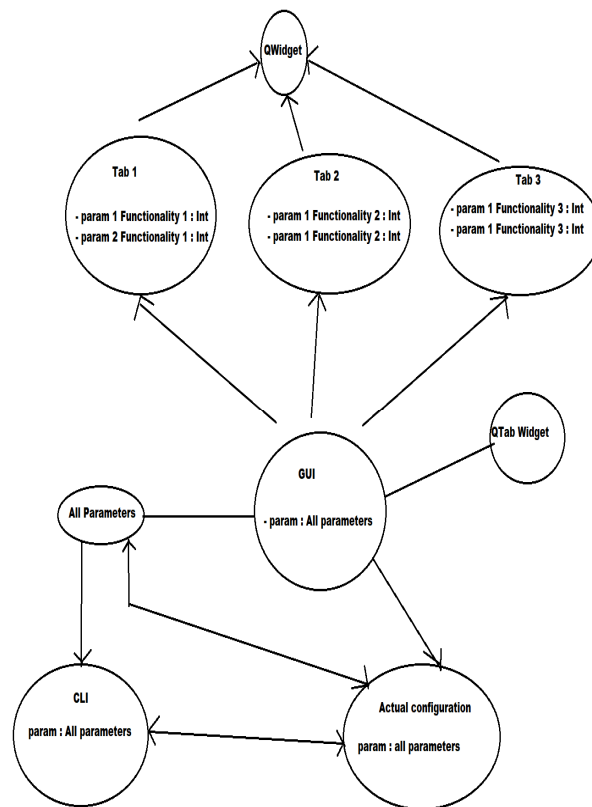 QWidget
Tab 1
- param 1 Functionality 1 : Int
- param 2 Functionality 1 : Int
Tab 2
- param 1 Functionality 2 : Int
- param 1 Functionality 2 : Int
Tab 3
- param 1 Functionality 3 : Int
- param 1 Functionality 3 : Int
QTab Widget
GUI
- param : All parameters
All Parameters
CLI
param : All parameters
Actual configuration
param : all parameters